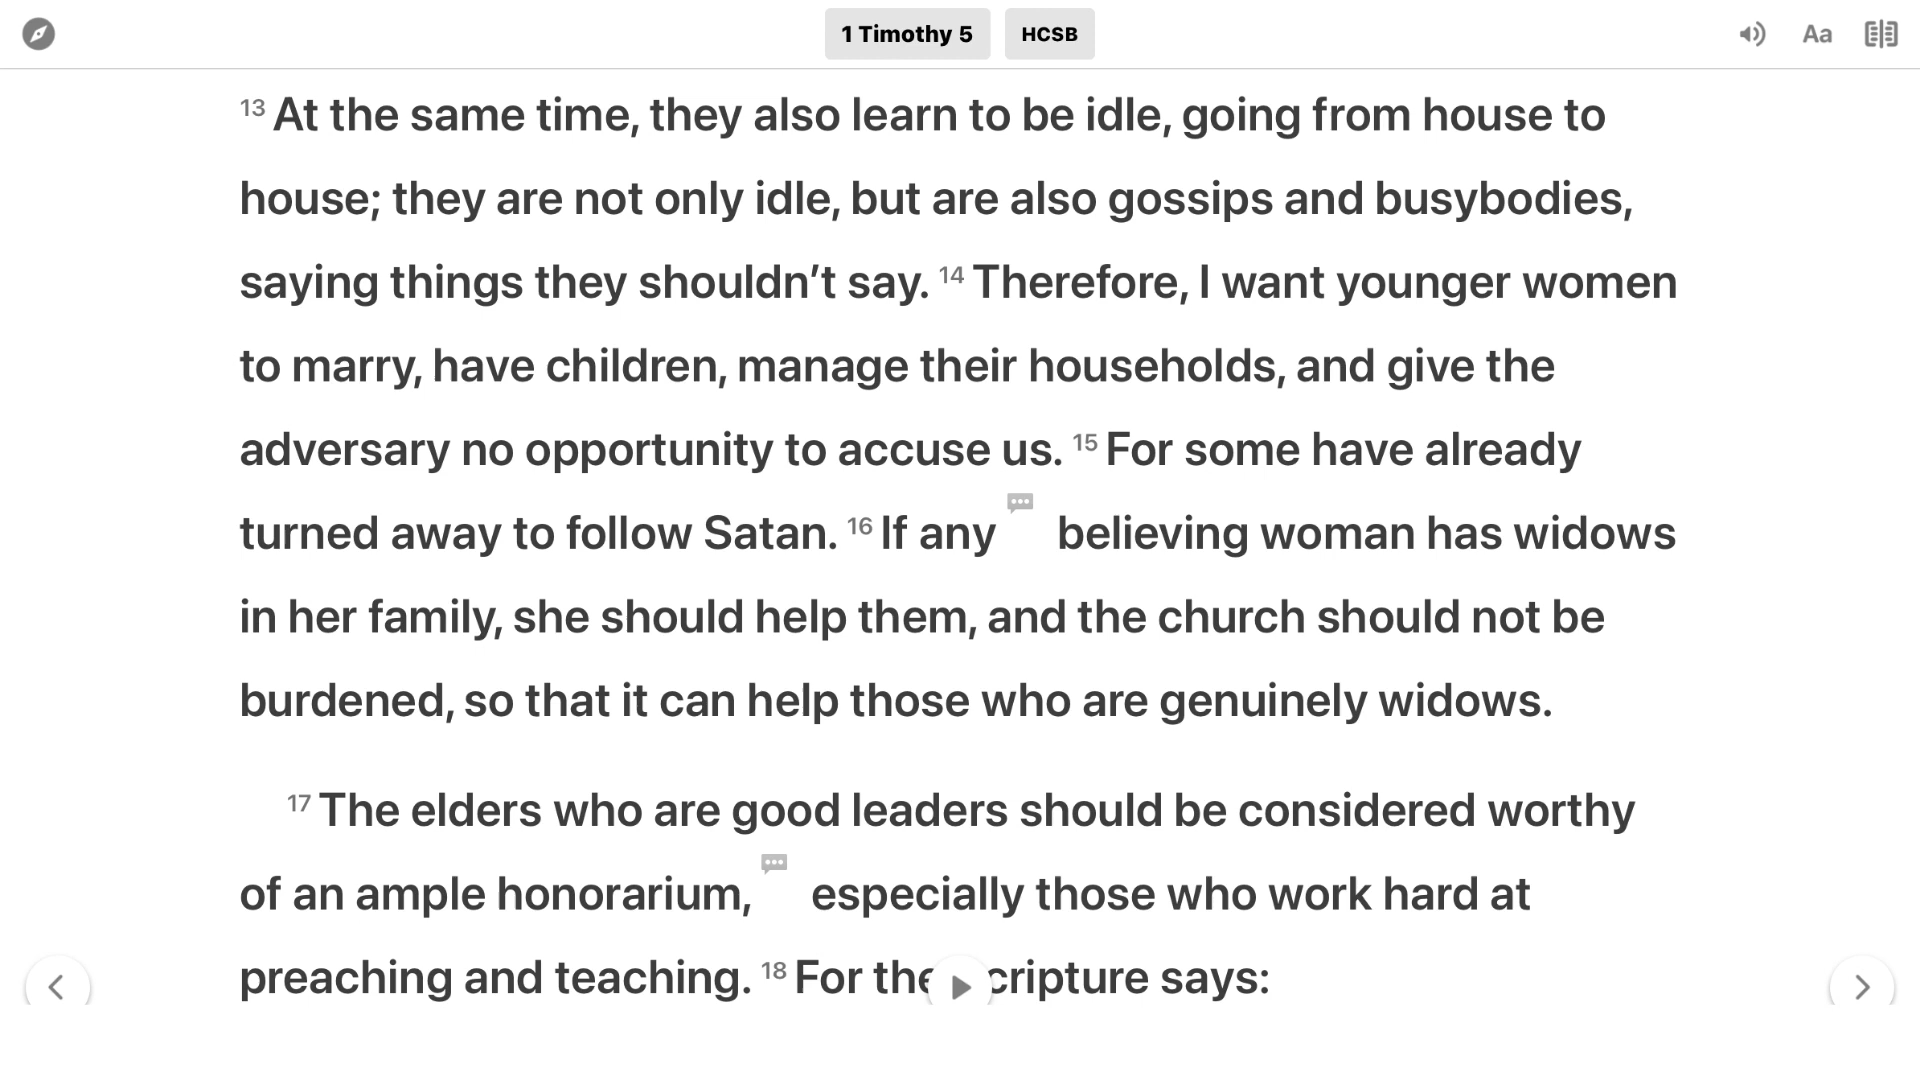 1 Timothy 5 HCSB Aa
13 At the same time, they also learn to be idle, going from house to
house; they are not only idle, but are also gossips and busybodies,
saying things they shouldn’t say. 14 Therefore, I want younger women
to marry, have children, manage their households, and give the
adversary no opportunity to accuse us. 15 For some have already
turned away to follow Satan. 16 If any believing woman has widows
in her family, she should help them, and the church should not be
burdened, so that it can help those who are genuinely widows.
17 The elders who are good leaders should be considered worthy
of an ample honorarium, especially those who work hard at
preaching and teaching. 18 For the Scripture says: